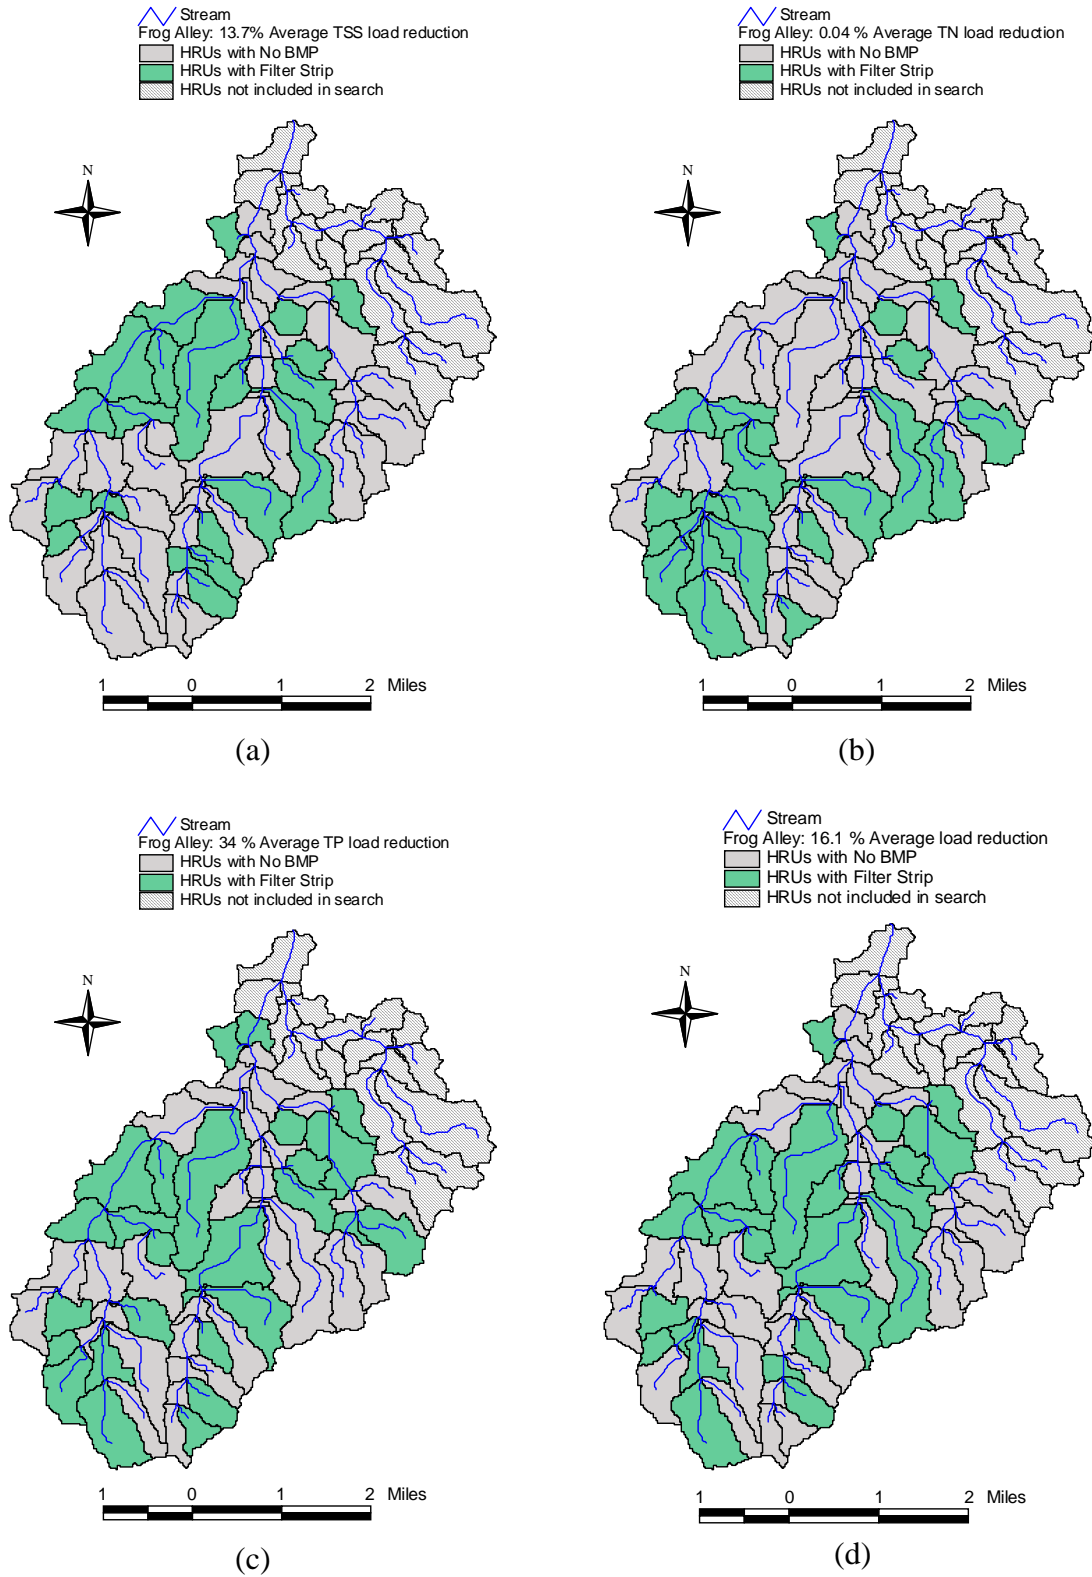 Stream
Frog Alley: 13.7% Average TSS load reduction
HRUs with No BMP
HRUs with Filter Strip
HRUs not included in search
N
1 0 1 2 Miles
(a)
Stream
Frog Alley: 0.04 % Average TN load reduction
HRUs with No BMP
HRUs with Filter Strip
HRUs not included in search
N
1 0 1 2 Miles
(b)
Stream
Frog Alley: 34 % Average TP load reduction
HRUs with No BMP
HRUs with Filter Strip
HRUs not included in search
N
1 0 1 2 Miles
(c)
Stream
Frog Alley: 16.1 % Average load reduction
HRUs with No BMP
HRUs with Filter Strip
HRUs not included in search
N
1 0 1 2 Miles
(d)